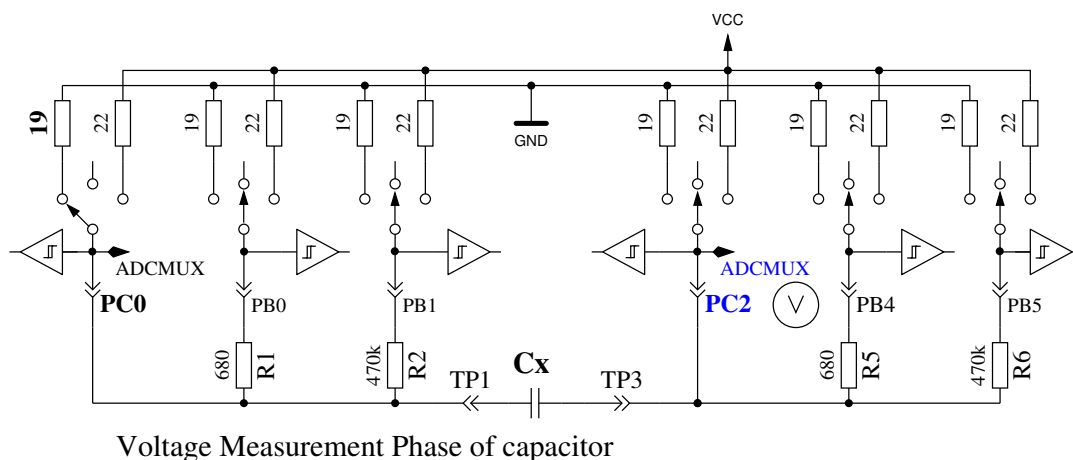 VCC
19
22
19
22
19
22
GND
19
22
19
22
19
22
ADCMUX
ADCMUX
PC0
PB0
PB1
PC2
V
PB4
PB5
680
R1
470k
R2
TP1
Cx
TP3
680
R5
470k
R6
Voltage Measurement Phase of capacitor